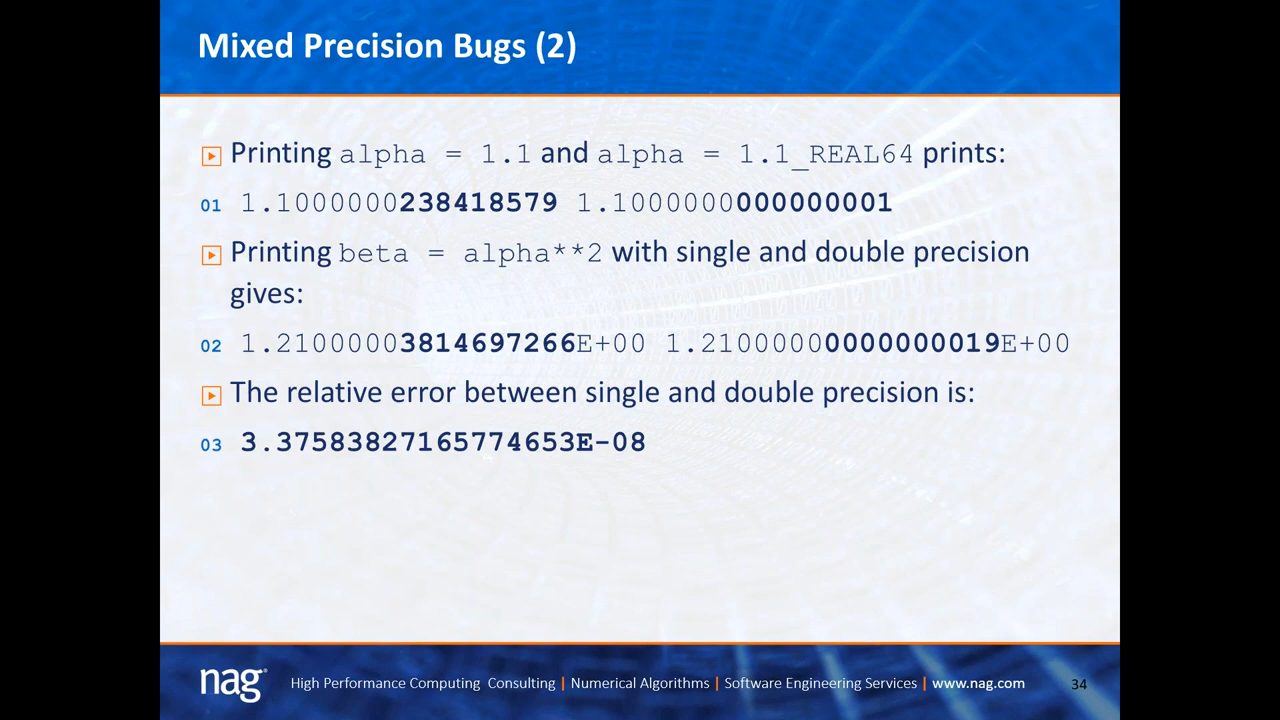 Mixed Precision Bugs (2)
Printing alpha = 1.1 and alpha = 1.1_REAL64 prints:
01 1.1000000238418579 1.1000000000000001
Printing beta = alpha**2 with single and double precision
gives:
02 1.21000003814697266E+00 1.21000000000000019E+00
The relative error between single and double precision is:
03 3.37583827165774653E-08
nag® High Performance Computing Consulting | Numerical Algorithms | Software Engineering Services | www.nag.com 34